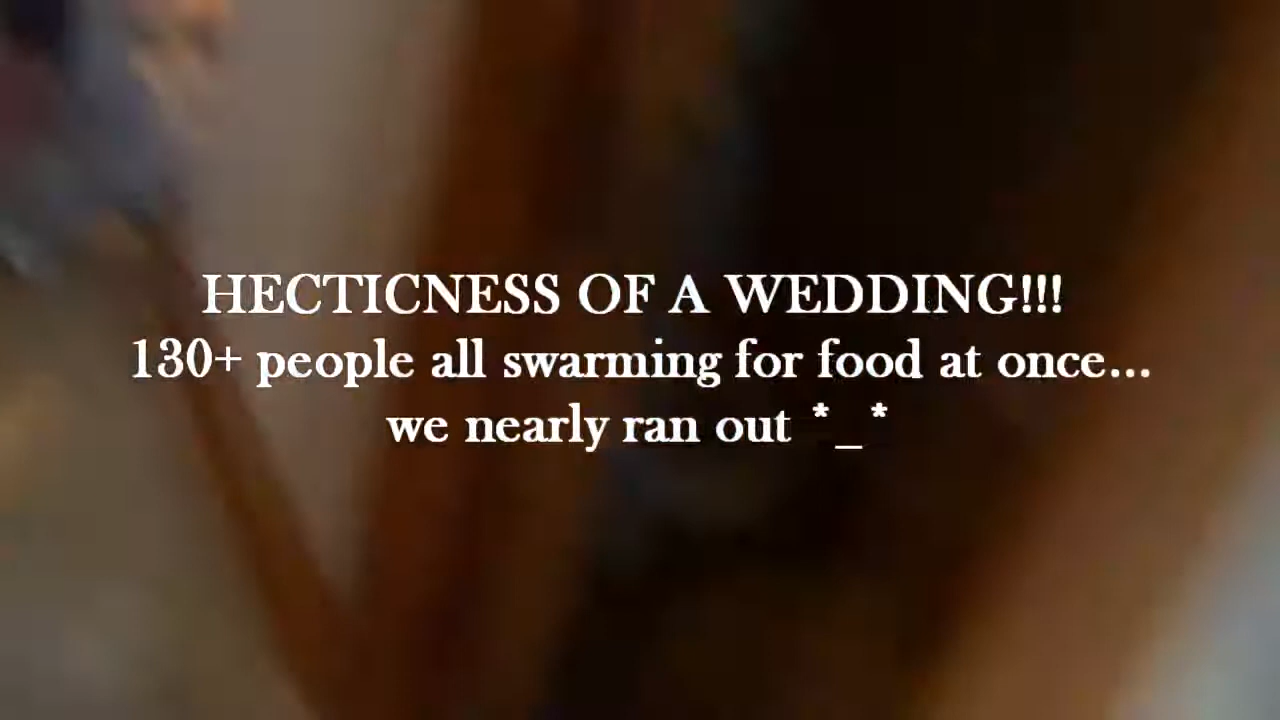 HECTICNESS OF A WEDDING!!!
130+ people all swarming for food at once...
we nearly ran out *_*